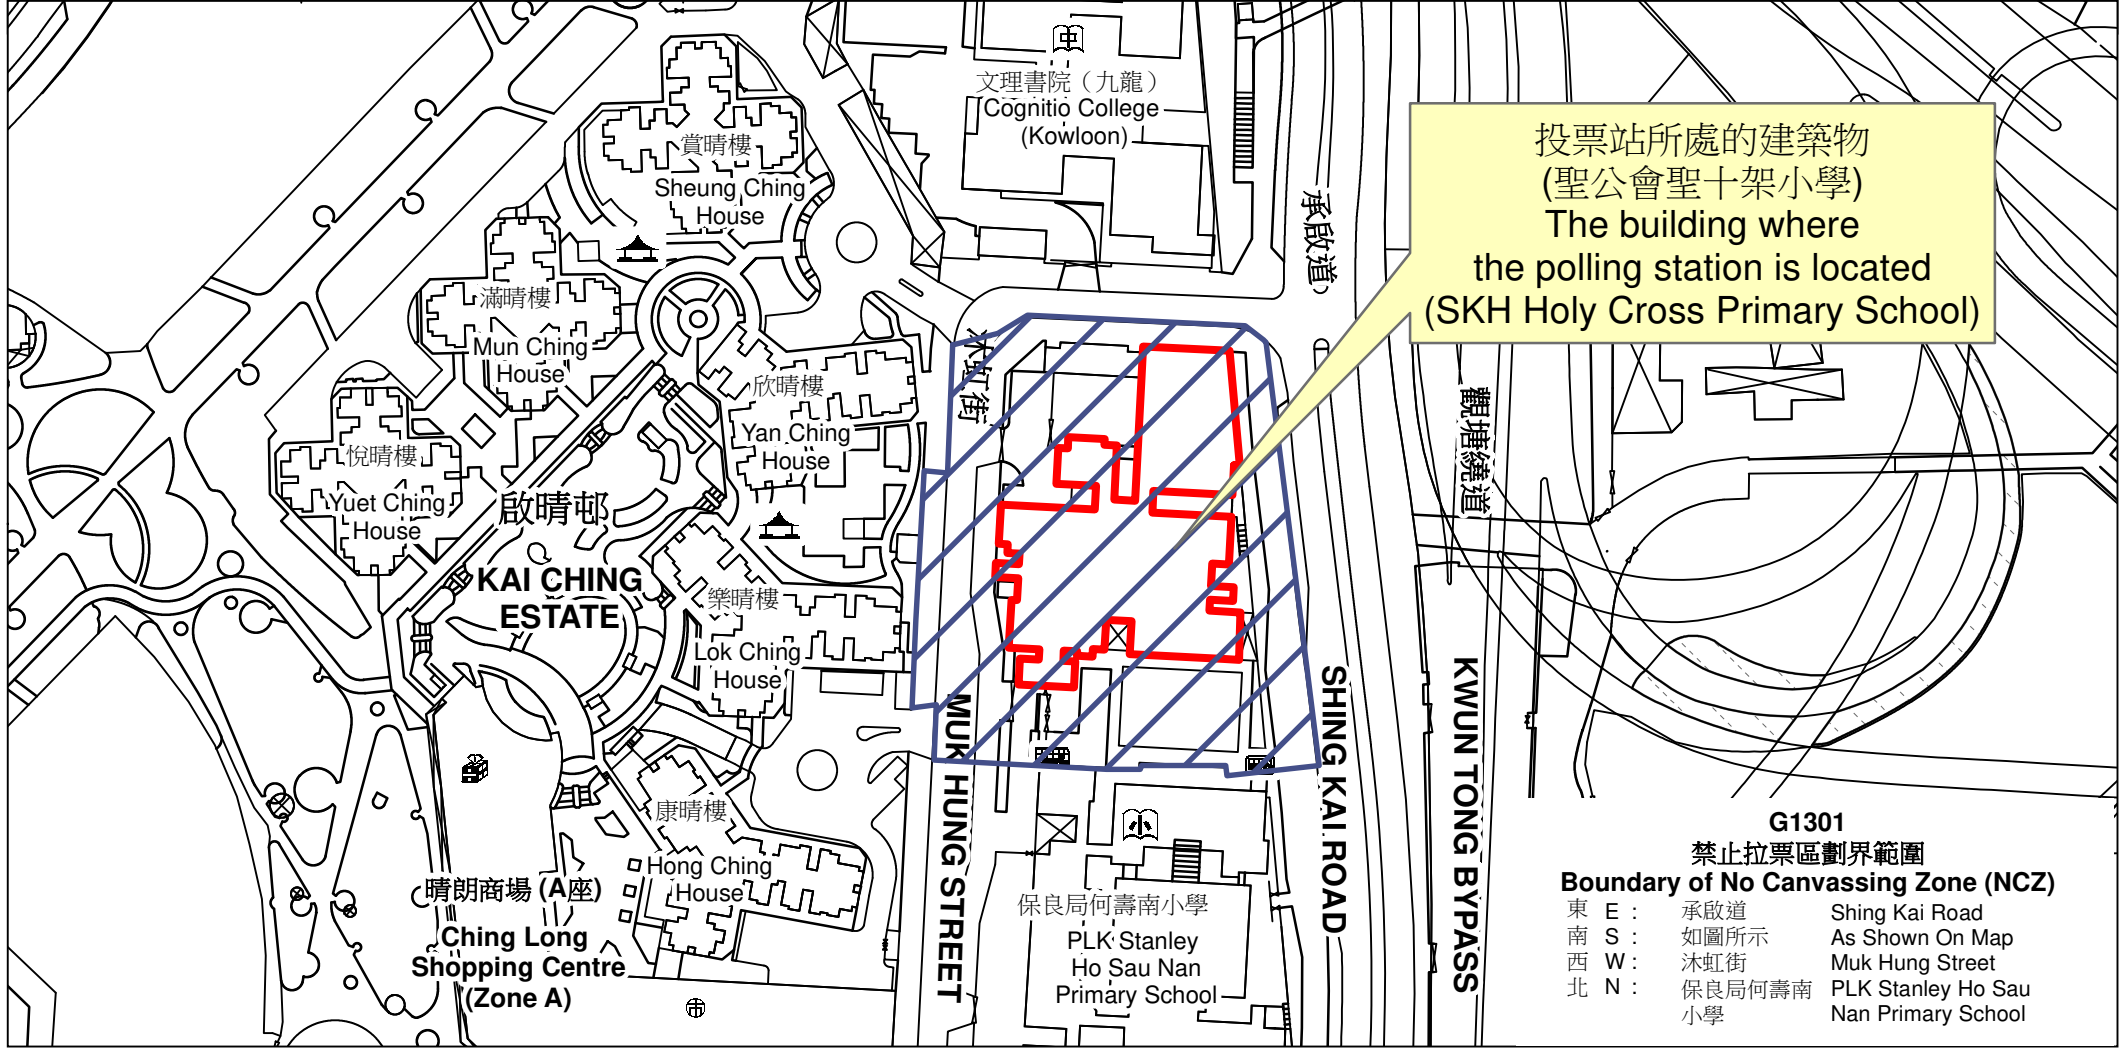 文理書院（九龍）
Cognitio College
(Kowloon)
賞晴樓
Sheung Ching
House
承啟道
投票站所處的建築物
(聖公會聖十架小學)
The building where
the polling station is located
(SKH Holy Cross Primary School)
滿晴樓
Mun Ching
House
沐虹街
欣晴樓
Yan Ching
House
觀塘繞道
悅晴樓
Yuet Ching
House
啟晴邨
KAI CHING
ESTATE
樂晴樓
Lok Ching
House
MUK HUNG STREET
SHING KAI ROAD
KWUN TONG BYPASS
康晴樓
Hong Ching
House
晴朗商場 (A座)
Ching Long
Shopping Centre
(Zone A)
市
中
小
保良局何壽南小學
PLK Stanley
Ho Sau Nan
Primary School
G1301
禁止拉票區劃界範圍
Boundary of No Canvassing Zone (NCZ)
東 E : 承啟道 Shing Kai Road
南 S : 如圖所示 As Shown On Map
西 W : 沐虹街 Muk Hung Street
北 N : 保良局何壽南 PLK Stanley Ho Sau
小學 Nan Primary School